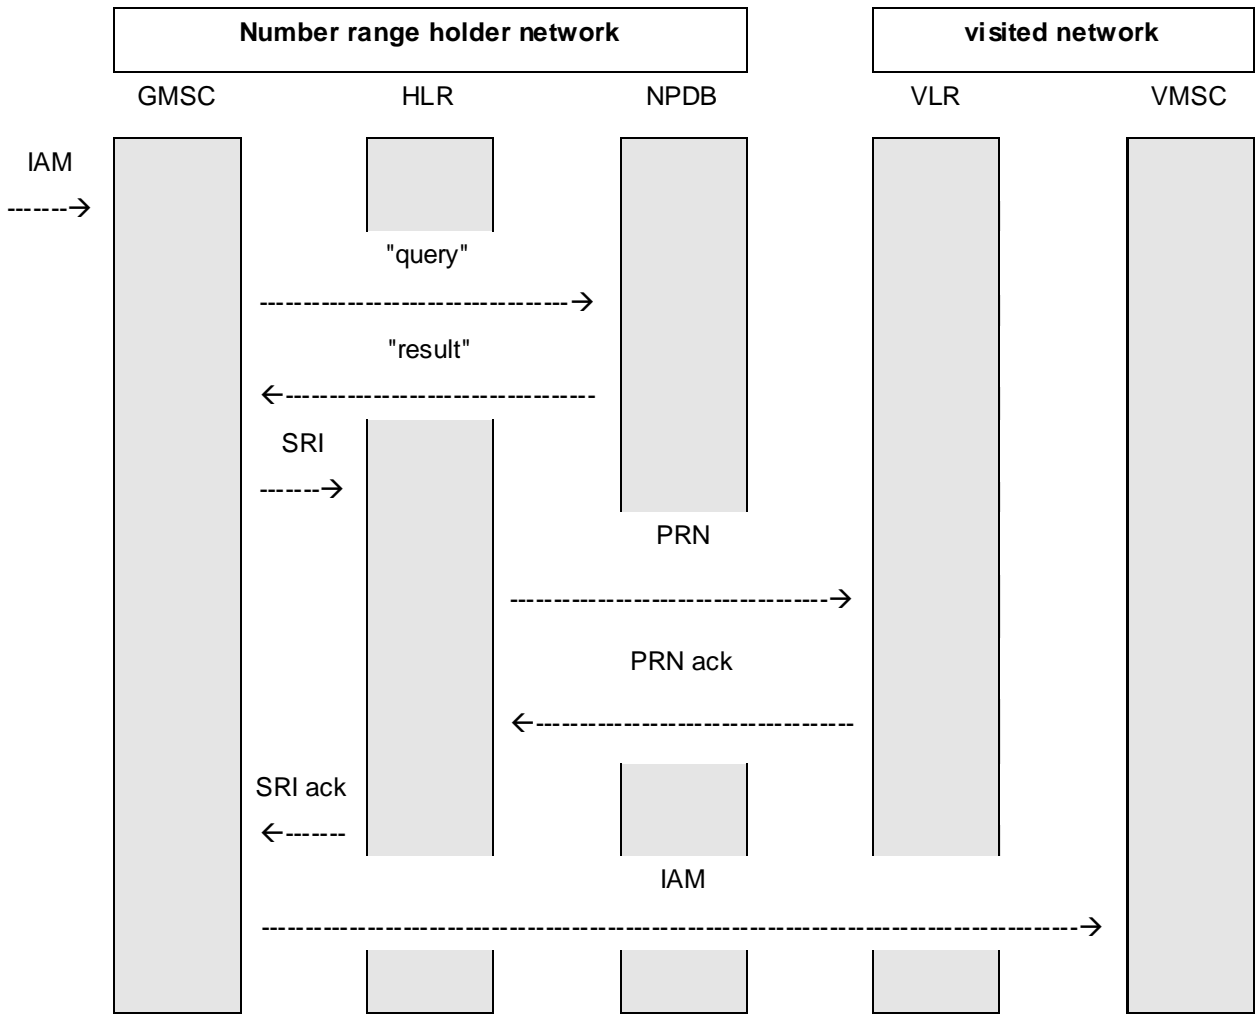 Number range holder network
visited network
GMSC HLR NPDB VLR VMSC
IAM
"query"
"result"
SRI
PRN
PRN ack
SRI ack
IAM